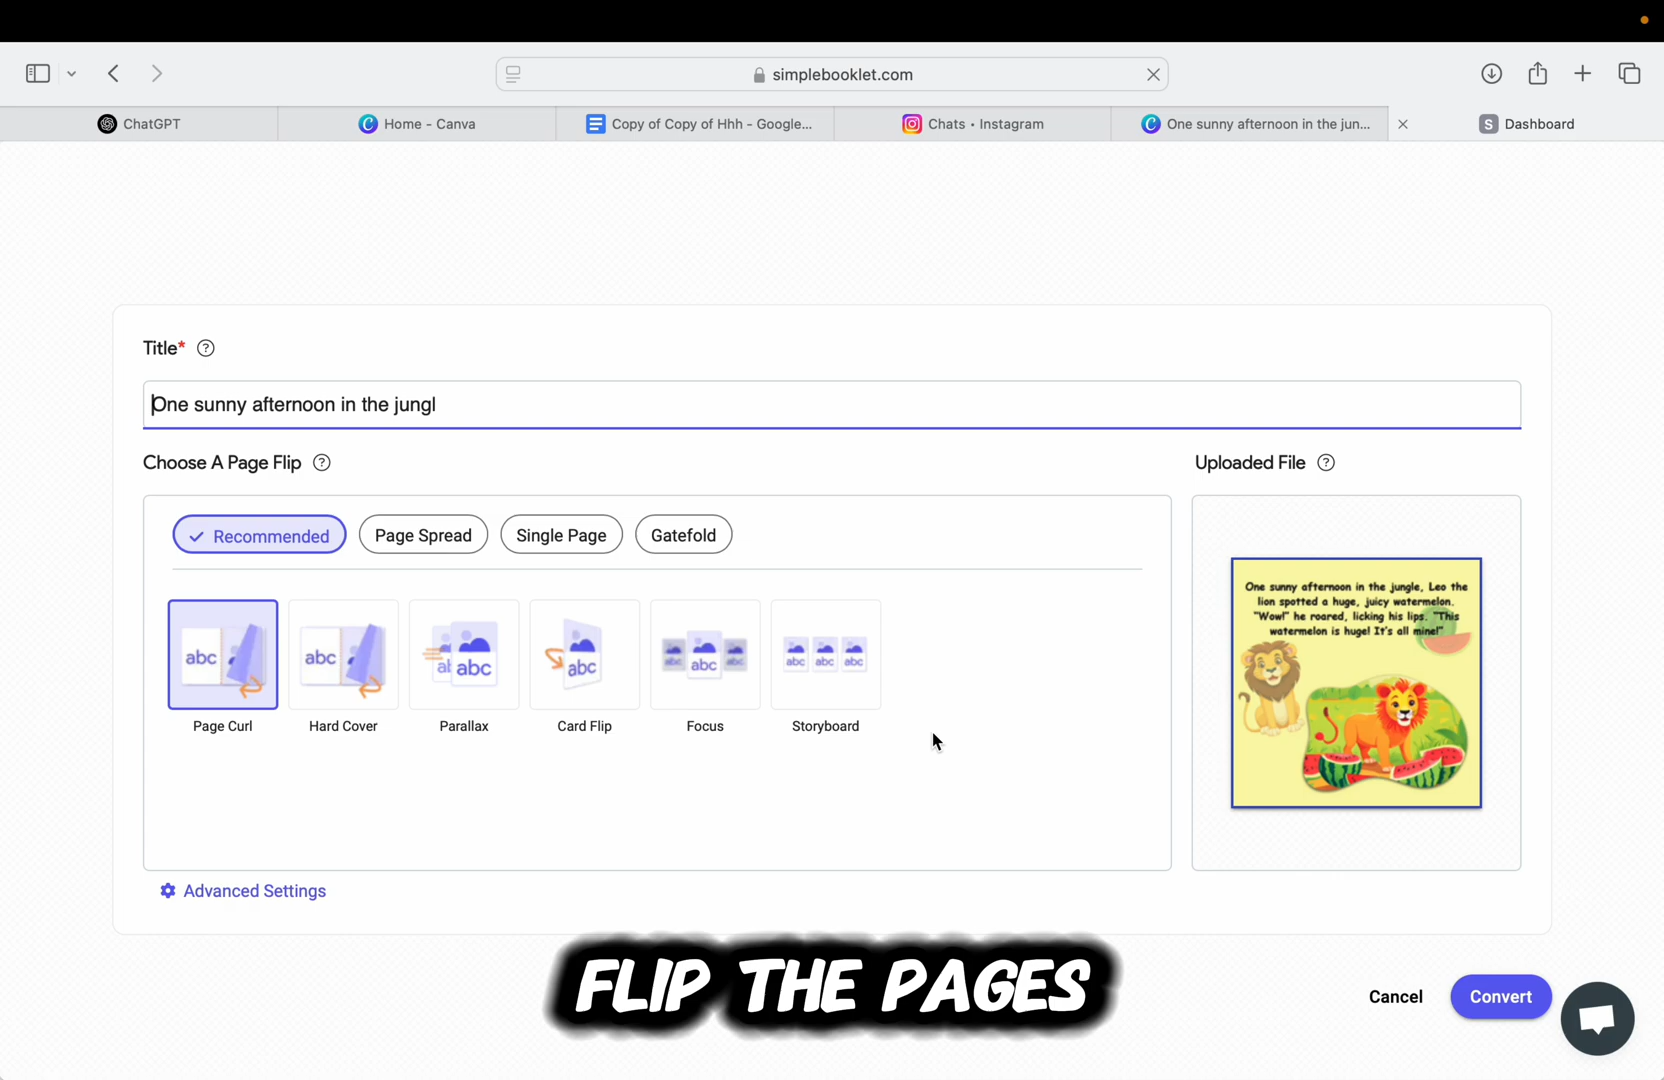 simplebooklet.com
ChatGPT
Home - Canva
Copy of Copy of Hhh - Google...
Chats • Instagram
One sunny afternoon in the jun...
S Dashboard
Title*
One sunny afternoon in the jungl
Choose A Page Flip
Uploaded File
Recommended
Page Spread
Single Page
Gatefold
abc
abc
abc
abc
abc
abc
abc
abc
Page Curl
Hard Cover
Parallax
Card Flip
Focus
Storyboard
One sunny afternoon in the jungle, Leo the
lion spotted a huge, juicy watermelon.
"Wow!" he roared, licking his lips. "This
watermelon is huge! It's all mine!"
Advanced Settings
FLIP THE PAGES
Cancel
Convert